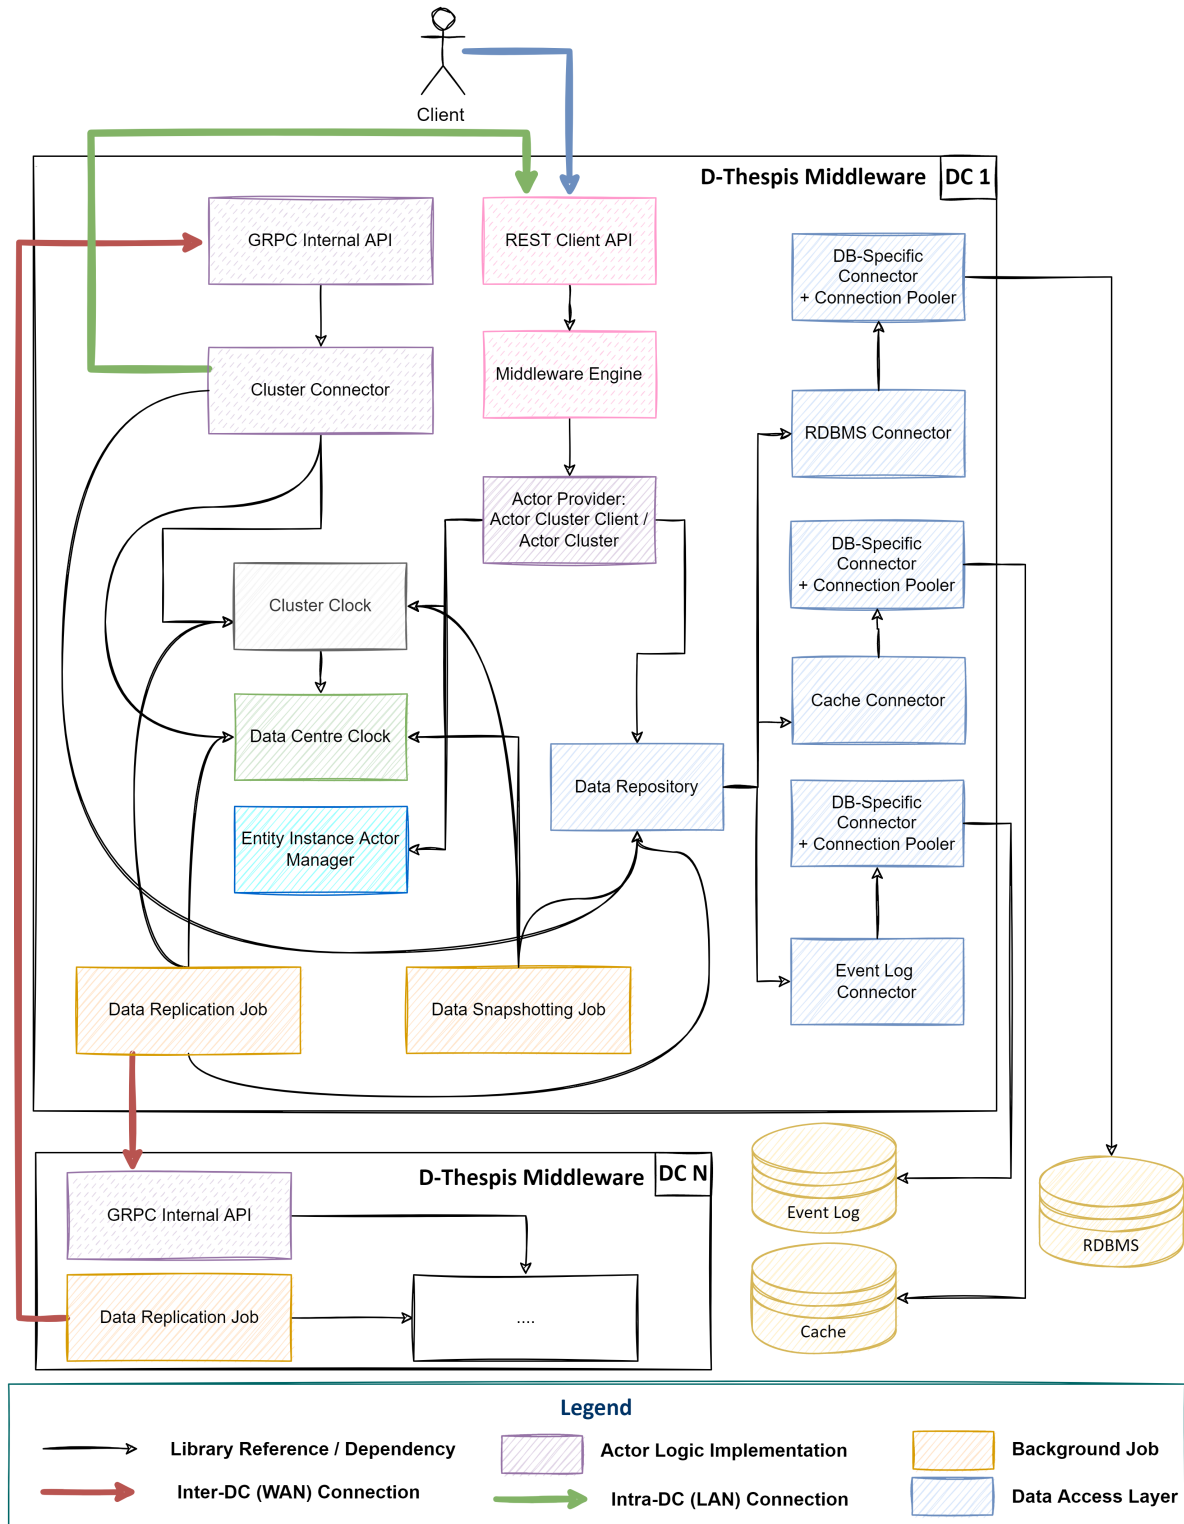 Client
D-Thespis Middleware
DC 1
GRPC Internal API
REST Client API
DB-Specific
Connector
+ Connection Pooler
Cluster Connector
Middleware Engine
RDBMS Connector
Actor Provider:
Actor Cluster Client /
Actor Cluster
DB-Specific
Connector
+ Connection Pooler
Cluster Clock
Cache Connector
Data Centre Clock
Data Repository
DB-Specific
Connector
+ Connection Pooler
Entity Instance Actor
Manager
Event Log
Connector
Data Replication Job
Data Snapshotting Job
D-Thespis Middleware
DC N
GRPC Internal API
Data Replication Job
....
Event Log
RDBMS
Cache
Legend
Library Reference / Dependency
Actor Logic Implementation
Background Job
Inter-DC (WAN) Connection
Intra-DC (LAN) Connection
Data Access Layer